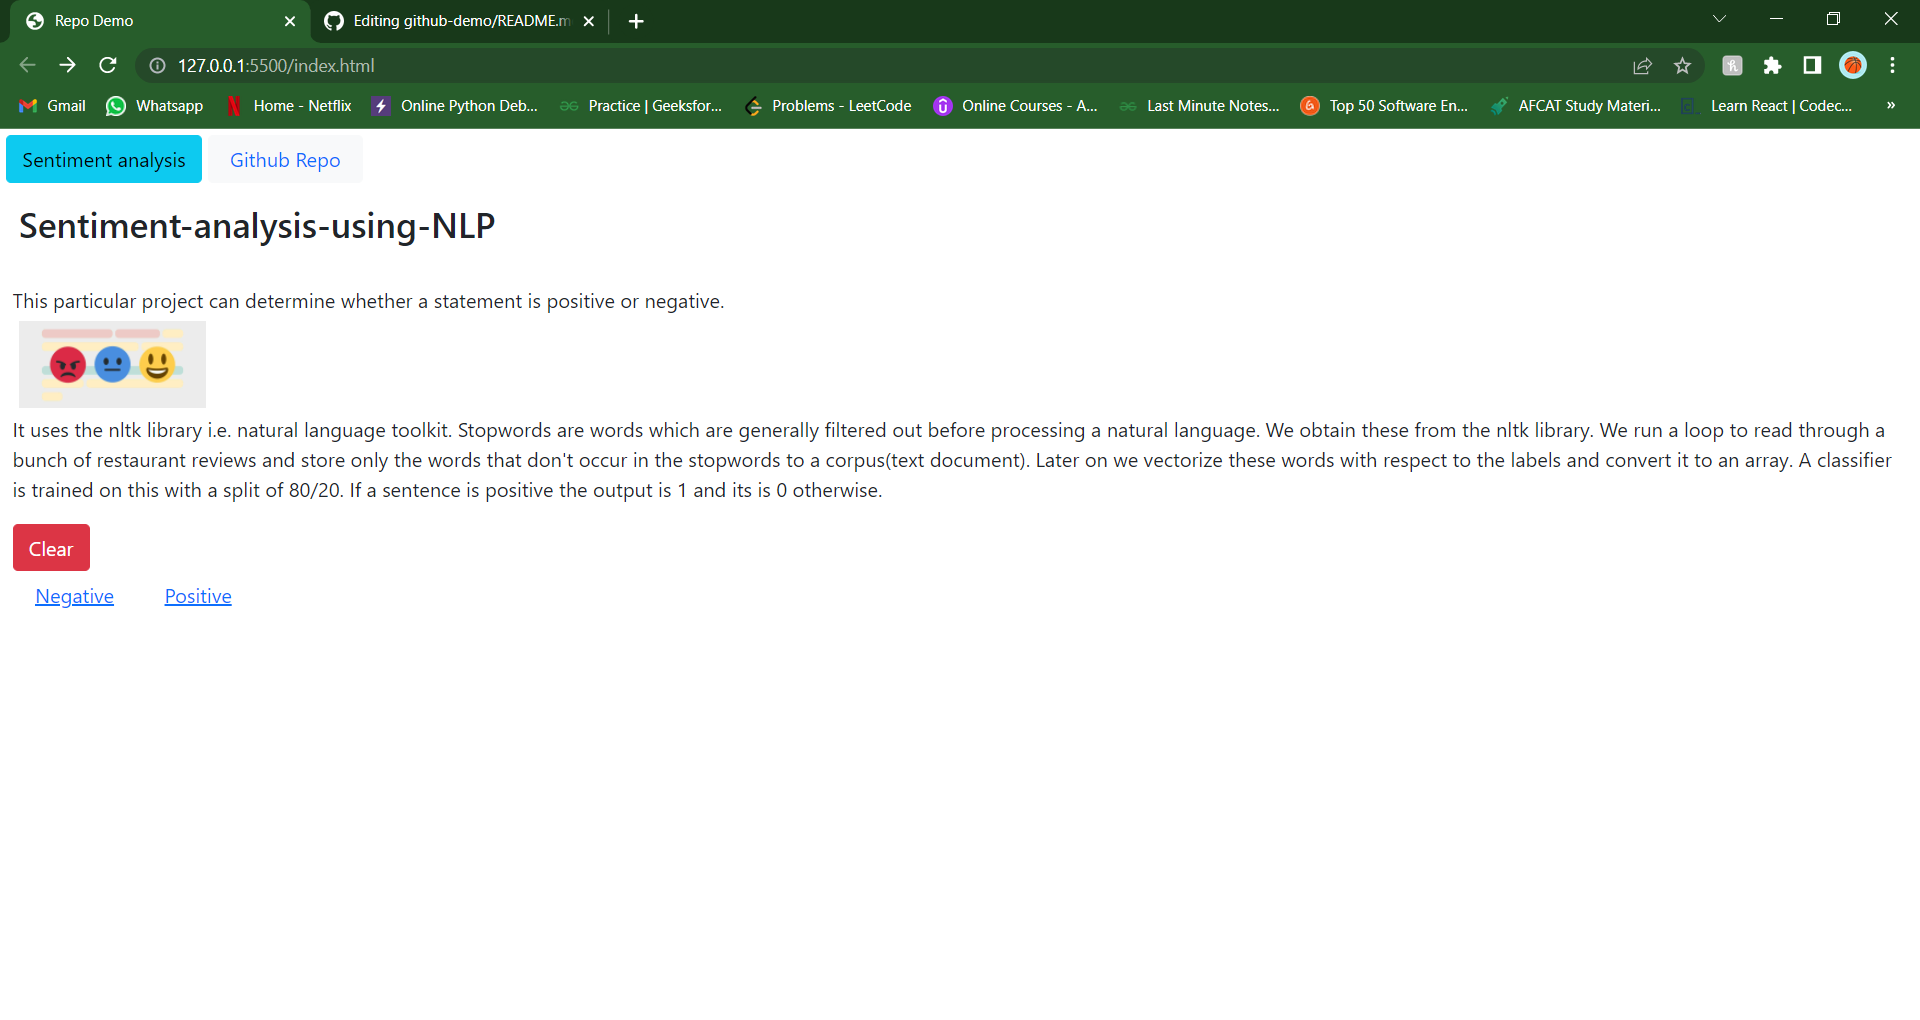 Repo Demo
Editing github-demo/README.m
127.0.0.1:5500/index.html
Gmail
Whatsapp
Home - Netflix
Online Python Deb...
Practice | Geeksfor...
Problems - LeetCode
Online Courses - A...
Last Minute Notes...
Top 50 Software En...
AFCAT Study Materi...
Learn React | Codec...
»
Sentiment analysis
Github Repo
Sentiment-analysis-using-NLP
This particular project can determine whether a statement is positive or negative.
It uses the nltk library i.e. natural language toolkit. Stopwords are words which are generally filtered out before processing a natural language. We obtain these from the nltk library. We run a loop to read through a
bunch of restaurant reviews and store only the words that don't occur in the stopwords to a corpus(text document). Later on we vectorize these words with respect to the labels and convert it to an array. A classifier
is trained on this with a split of 80/20. If a sentence is positive the output is 1 and its is 0 otherwise.
Clear
Negative
Positive